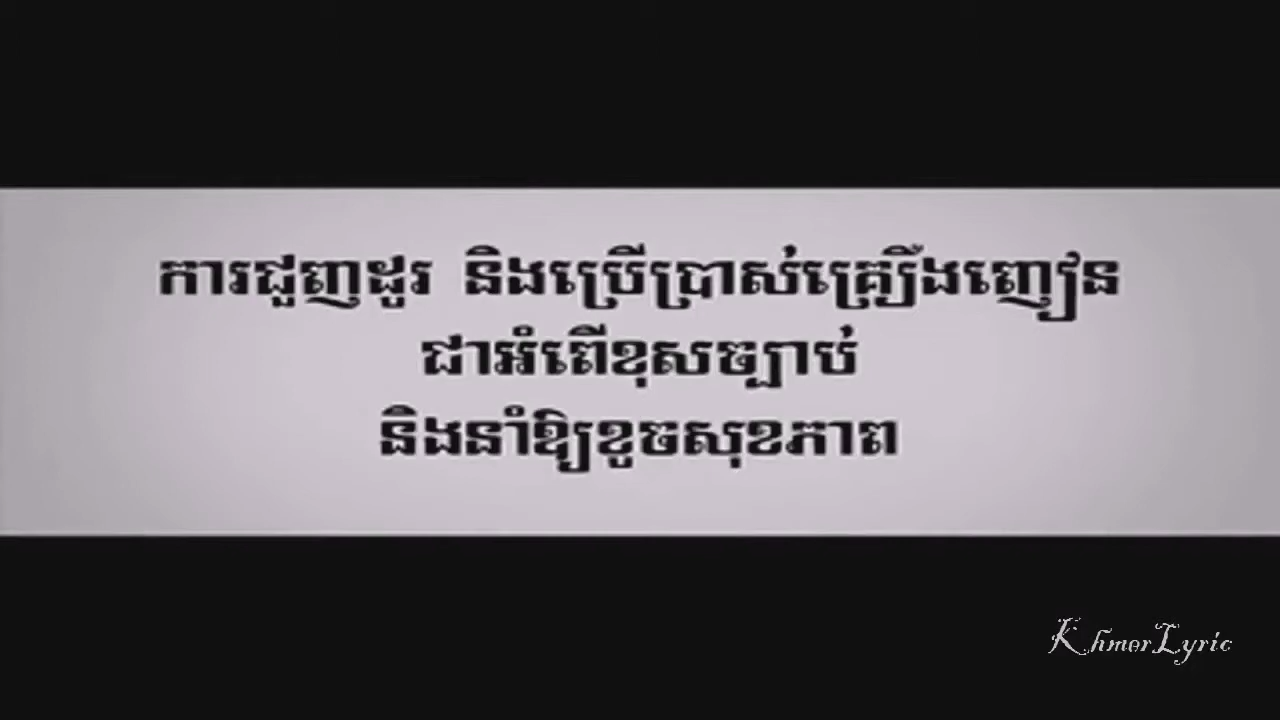 ការជួញដូរ និងប្រើប្រាស់គ្រឿងញៀន
ជាអំពើខុសច្បាប់
និងនាំឱ្យខូចសុខភាព
KhmerLyric